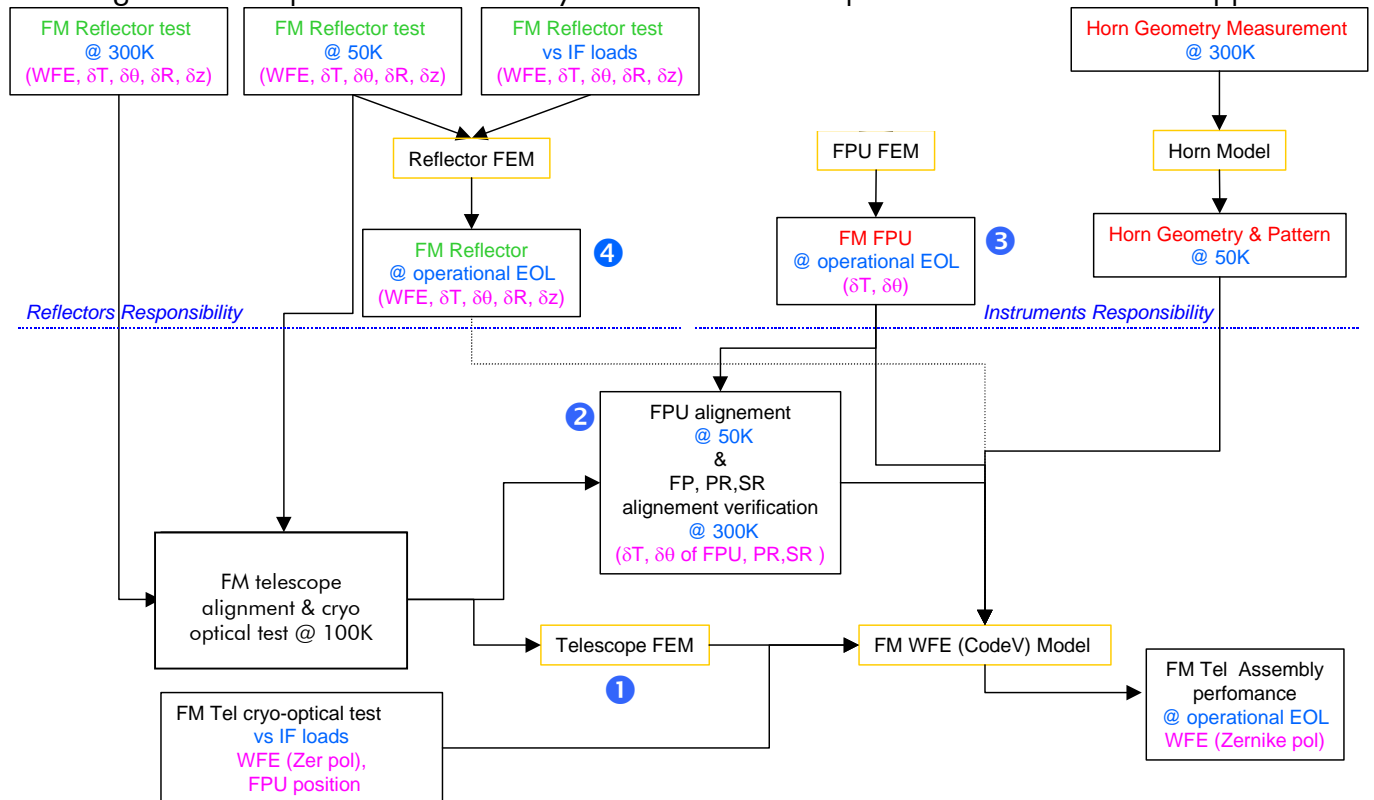 FM Reflector test
@ 300K
(WFE, δT, δθ, δR, δz)
FM Reflector test
@ 50K
(WFE, δT, δθ, δR, δz)
FM Reflector test
vs IF loads
(WFE, δT, δθ, δR, δz)
Horn Geometry Measurement
@ 300K
Reflector FEM
FPU FEM
Horn Model
FM Reflector
@ operational EOL
(WFE, δT, δθ, δR, δz)
4
FM FPU
@ operational EOL
(δT, δθ)
3
Horn Geometry & Pattern
@ 50K
Reflectors Responsibility
Instruments Responsibility
2
FPU alignement
@ 50K
&
FP, PR,SR
alignement verification
@ 300K
(δT, δθ of FPU, PR,SR )
FM telescope
alignment & cryo
optical test @ 100K
Telescope FEM
1
FM WFE (CodeV) Model
FM Tel Assembly
perfomance
@ operational EOL
WFE (Zernike pol)
FM Tel cryo-optical test
vs IF loads
WFE (Zer pol),
FPU position